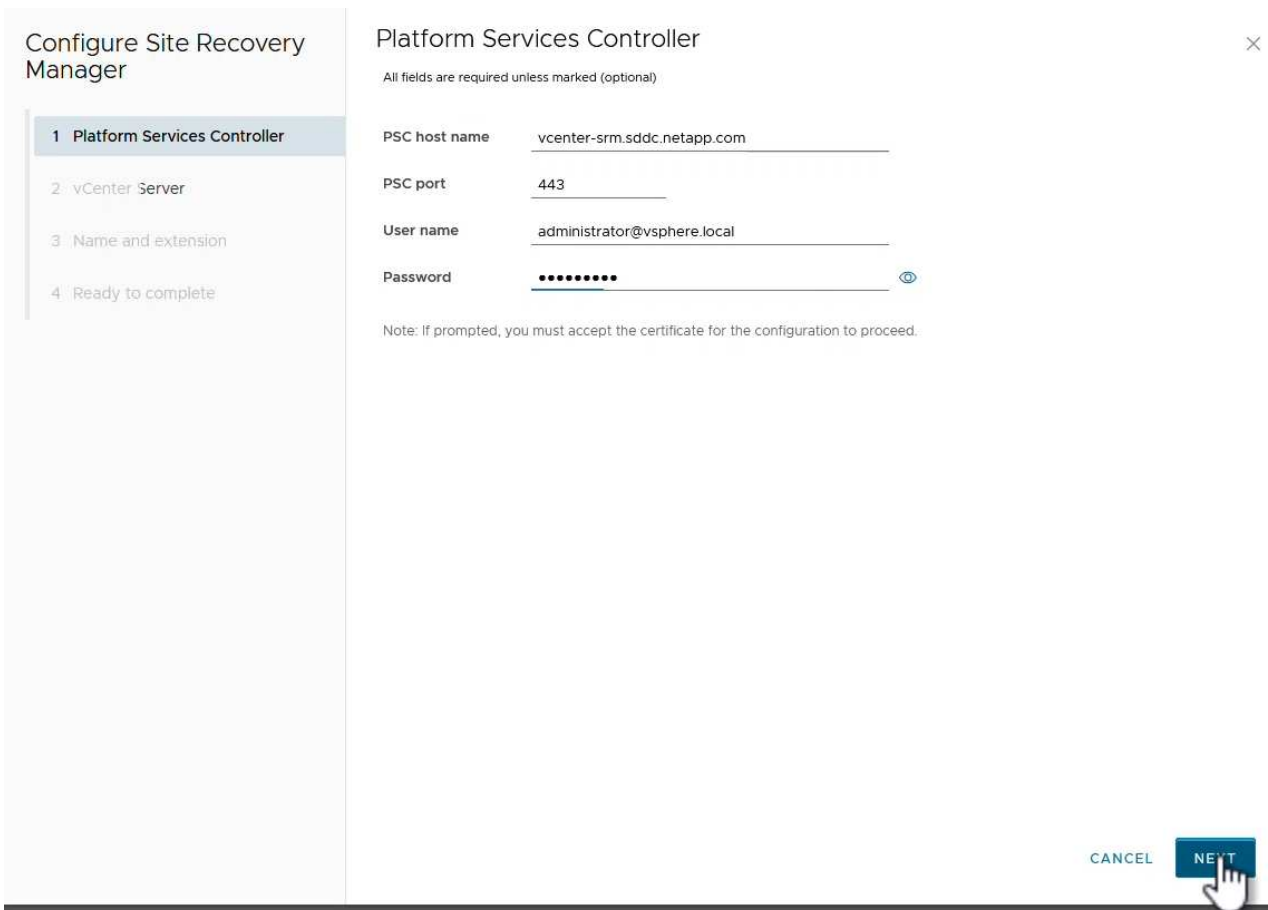 Configure Site Recovery
Manager
1 Platform Services Controller
2 vCenter Server
3 Name and extension
4 Ready to complete
Platform Services Controller
All fields are required unless marked (optional)
PSC host name vcenter-srm.sddc.netapp.com
PSC port 443
User name administrator@vsphere.local
Password •••••••••
Note: If prompted, you must accept the certificate for the configuration to proceed.
CANCEL NEXT